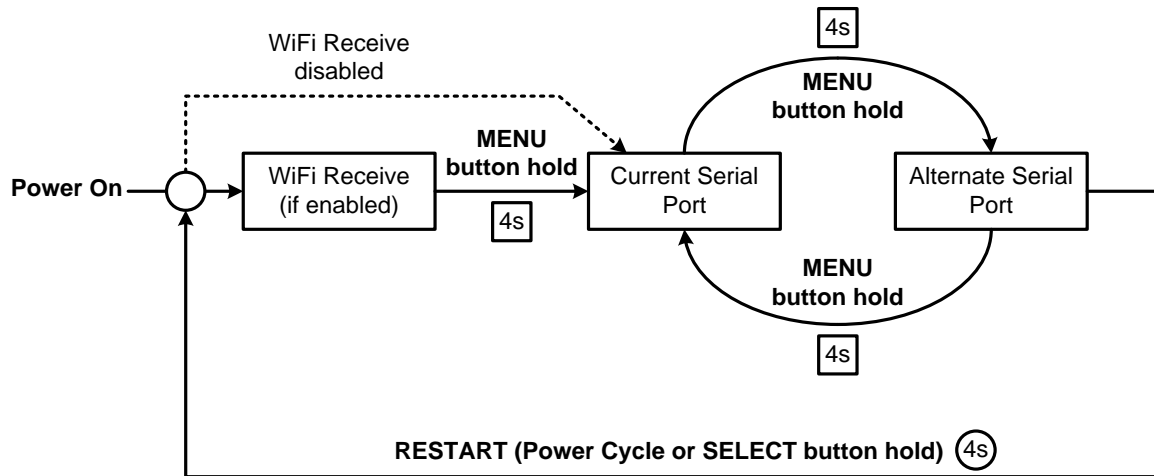 4s
WiFi Receive
disabled
MENU
button hold
MENU
button hold
Power On
WiFi Receive
(if enabled)
Current Serial
Port
Alternate Serial
Port
4s
MENU
button hold
4s
RESTART (Power Cycle or SELECT button hold) 4s